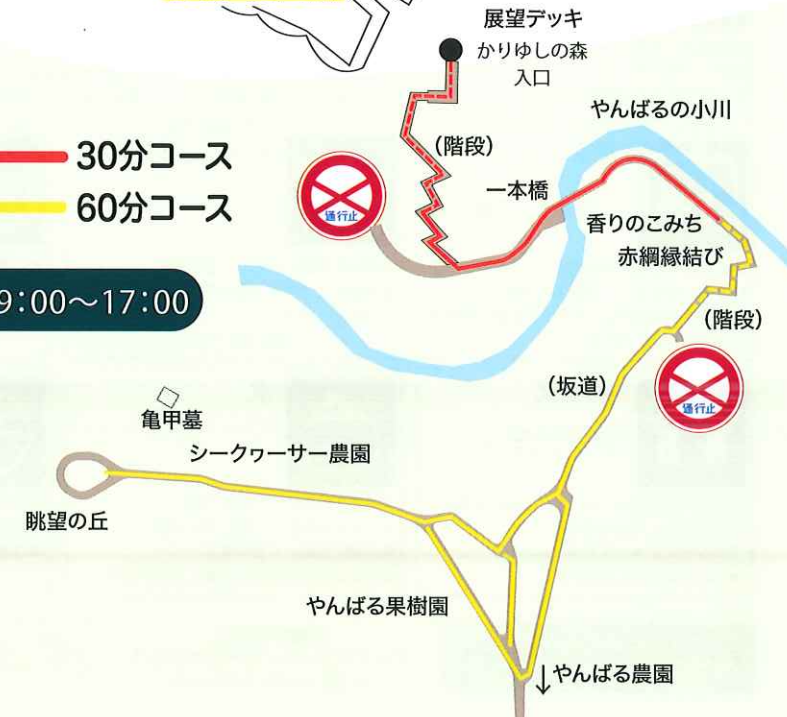 展望デッキ
かりゆしの森
入口
やんばるの小川
(階段)
30分コース
通行止
一本橋
60分コース
香りのこみち
赤綱縁結び
9:00〜17:00
(階段)
(坂道)
通行止
亀甲墓
シークヮーサー農園
眺望の丘
やんばる果樹園
↓やんばる農園